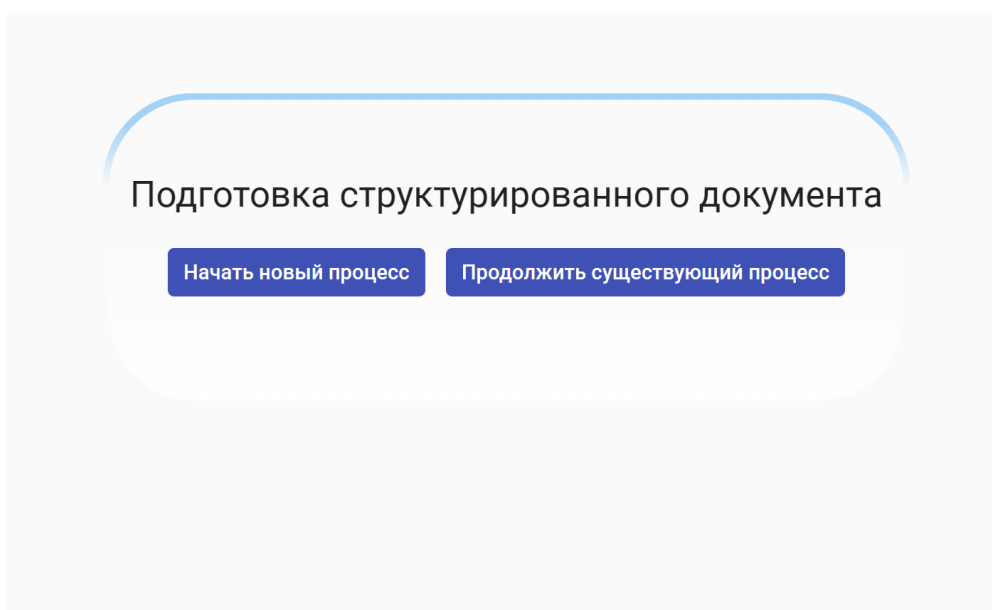 Подготовка структурированного документа
Начать новый процесс Продолжить существующий процесс